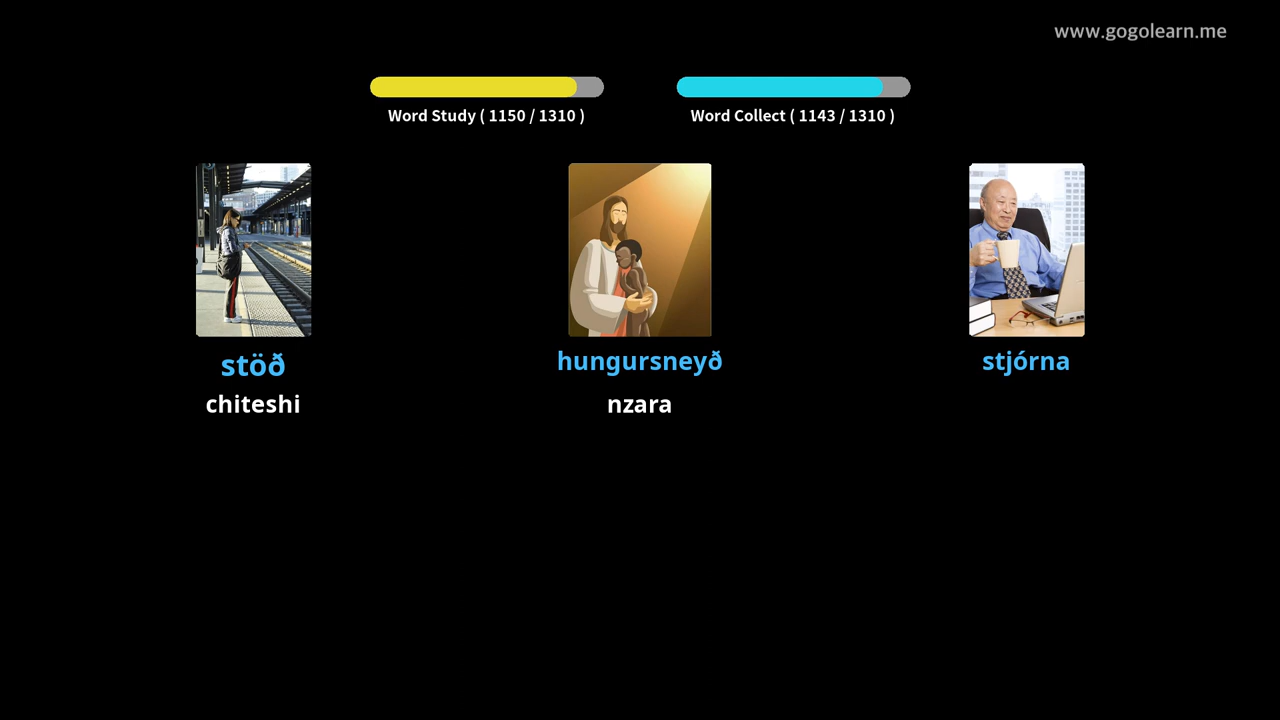 www.gogolearn.me
Word Study ( 1150 / 1310 )
Word Collect ( 1143 / 1310 )
stöð
chiteshi
hungursneyð
nzara
stjórna